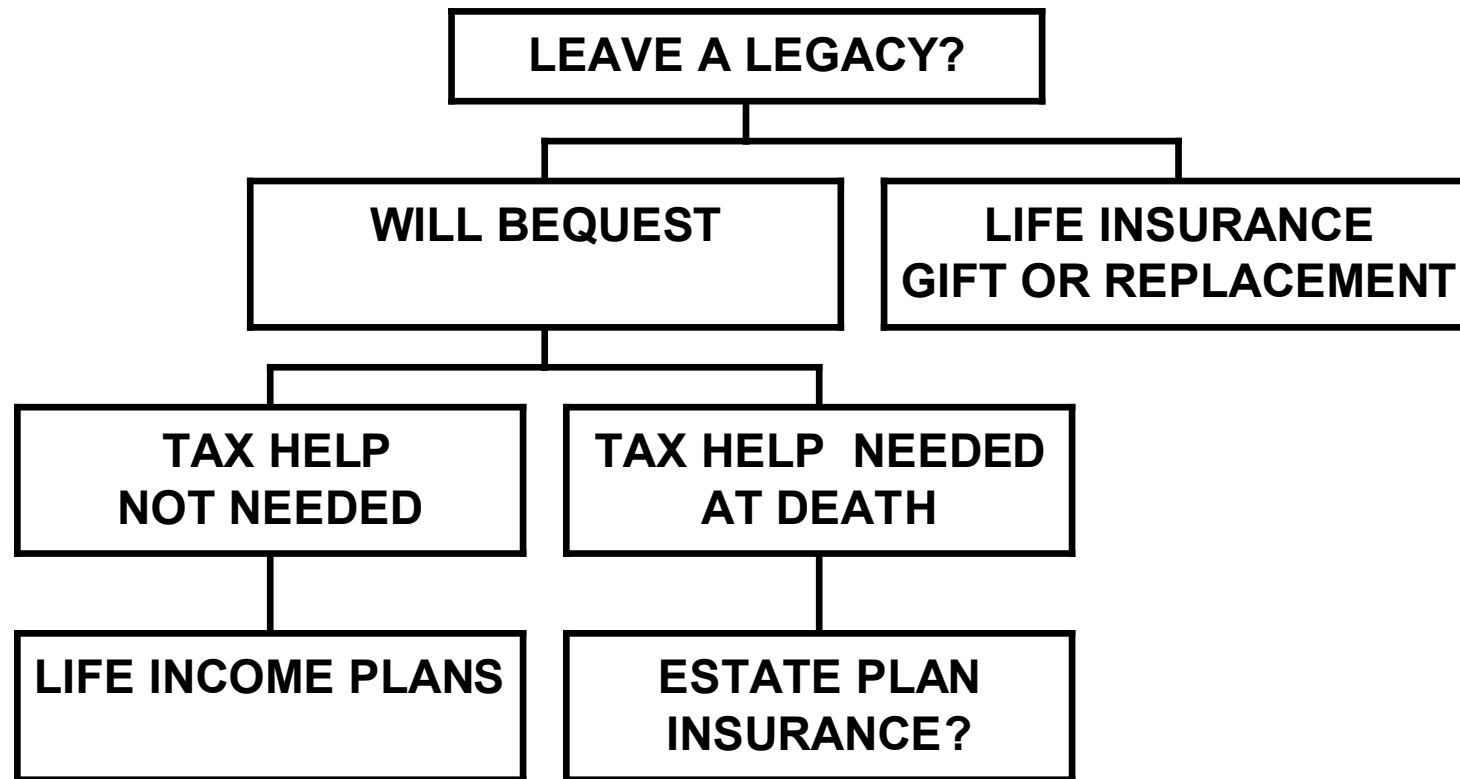 LEAVE A LEGACY?
WILL BEQUEST
LIFE INSURANCE
GIFT OR REPLACEMENT
TAX HELP
NOT NEEDED
TAX HELP  NEEDED
AT DEATH
LIFE INCOME PLANS
ESTATE PLAN
INSURANCE?